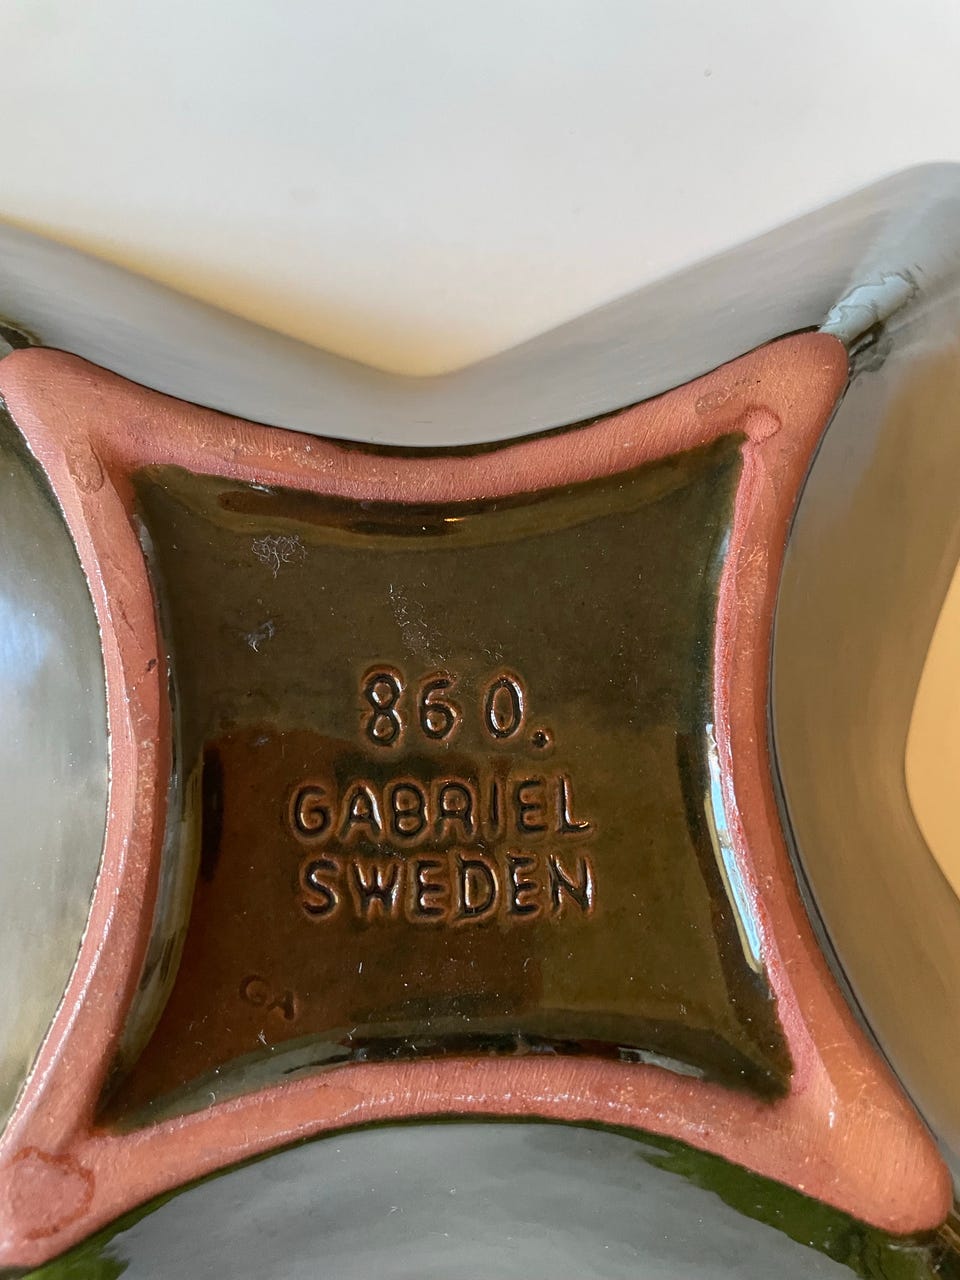 860.
GABRIEL
SWEDEN
GA